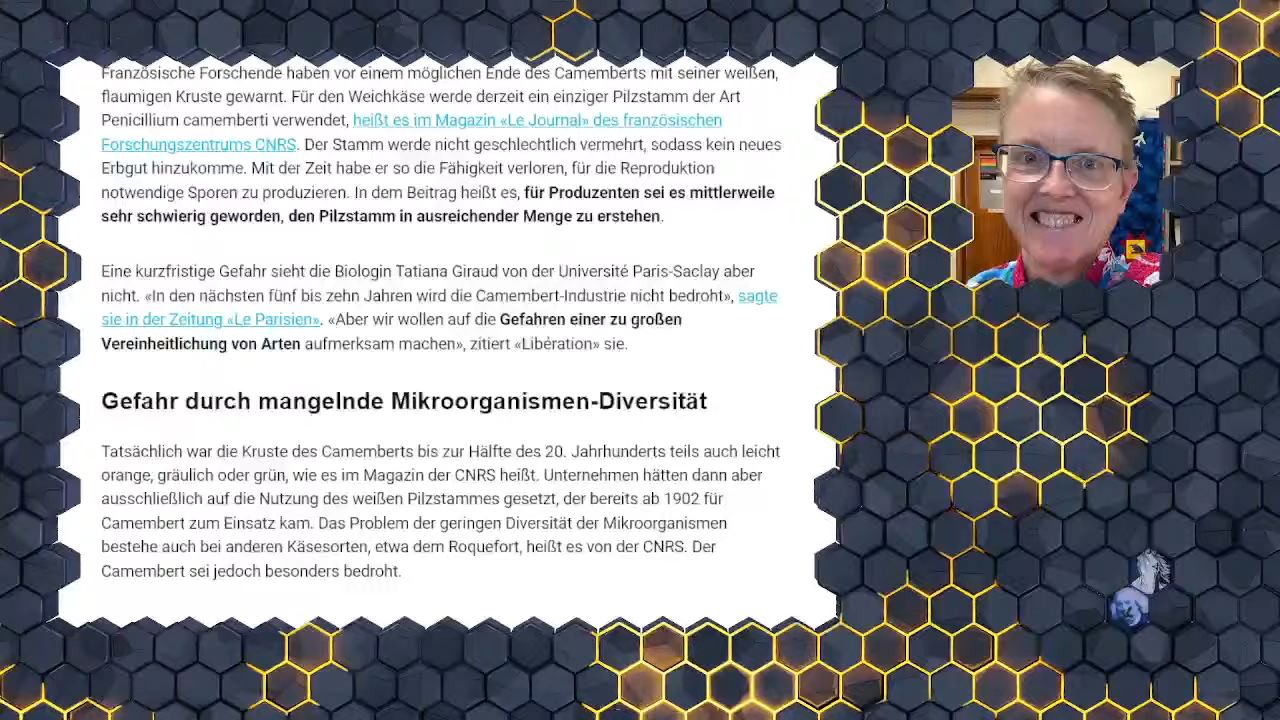 Französische Forschende haben vor einem möglichen Ende des Camemberts mit seiner weißen,
flaumigen Kruste gewarnt. Für den Weichkäse werde derzeit ein einziger Pilzstamm der Art
Penicillium camemberti verwendet, heißt es im Magazin «Le Journal» des französischen
Forschungszentrums CNRS. Der Stamm werde nicht geschlechtlich vermehrt, sodass kein neues
Erbgut hinzukomme. Mit der Zeit habe er so die Fähigkeit verloren, für die Reproduktion
notwendige Sporen zu produzieren. In dem Beitrag heißt es, für Produzenten sei es mittlerweile
sehr schwierig geworden, den Pilzstamm in ausreichender Menge zu erstehen.
Eine kurzfristige Gefahr sieht die Biologin Tatiana Giraud von der Université Paris-Saclay aber
nicht. «In den nächsten fünf bis zehn Jahren wird die Camembert-Industrie nicht bedroht», sagte
sie in der Zeitung «Le Parisien». «Aber wir wollen auf die Gefahren einer zu großen
Vereinheitlichung von Arten aufmerksam machen», zitiert «Libération» sie.
Gefahr durch mangelnde Mikroorganismen-Diversität
Tatsächlich war die Kruste des Camemberts bis zur Hälfte des 20. Jahrhunderts teils auch leicht
orange, gräulich oder grün, wie es im Magazin der CNRS heißt. Unternehmen hätten dann aber
ausschließlich auf die Nutzung des weißen Pilzstammes gesetzt, der bereits ab 1902 für
Camembert zum Einsatz kam. Das Problem der geringen Diversität der Mikroorganismen
bestehe auch bei anderen Käsesorten, etwa dem Roquefort, heißt es von der CNRS. Der
Camembert sei jedoch besonders bedroht.